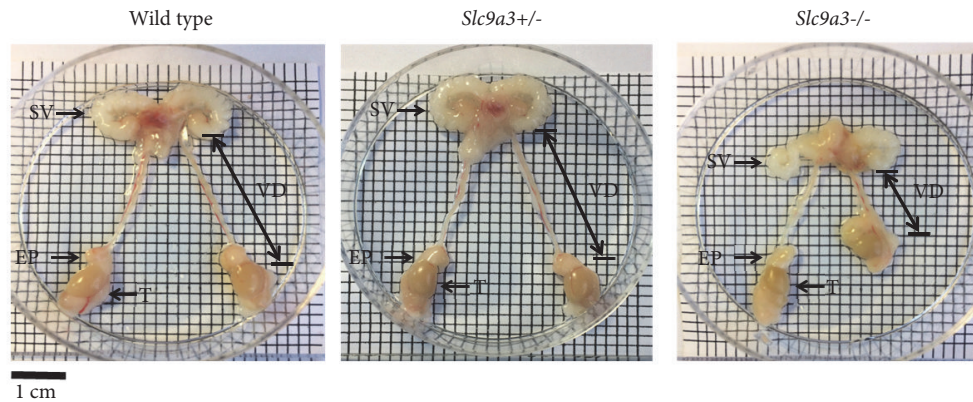 Wild type
Slc9a3+/-
Slc9a3-/-
SV
VD
EP
T
SV
VD
EP
T
SV
VD
EP
T
1 cm